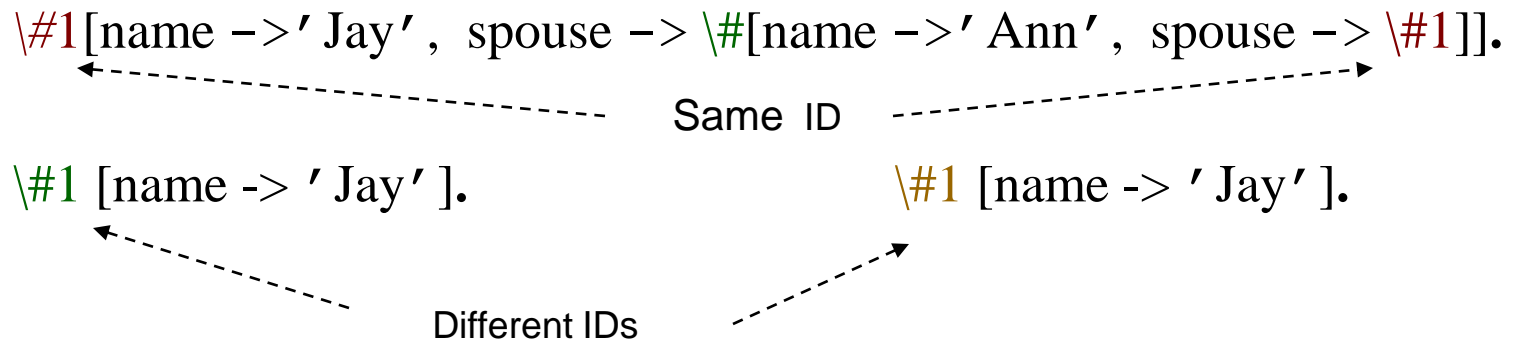 \#1[name –>'Jay', spouse –> \#[name –>'Ann', spouse –> \#1]].
Same ID
\#1 [name -> 'Jay']. \#1 [name -> 'Jay'].
Different IDs